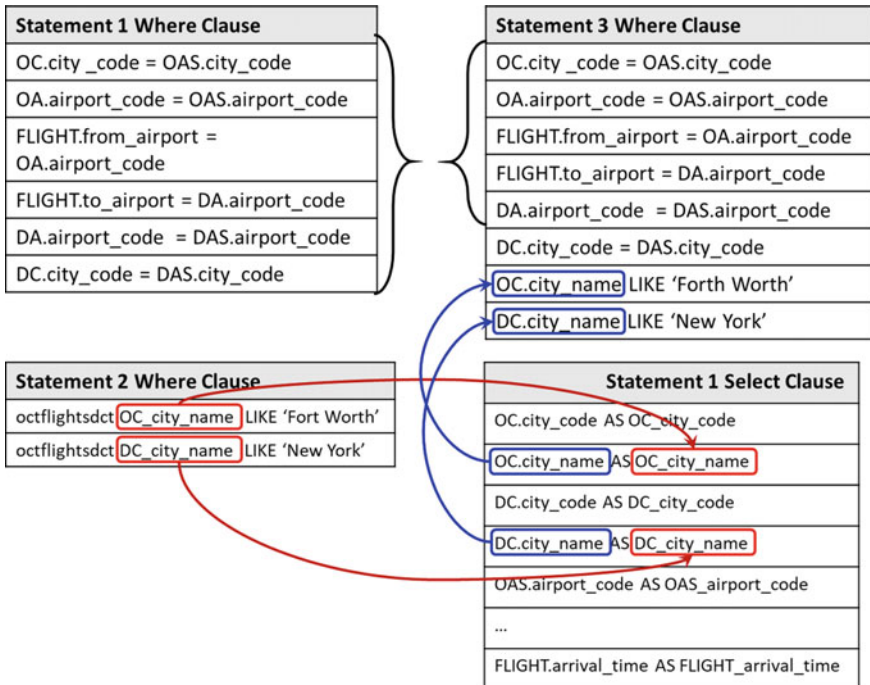 Statement 1 Where Clause
OC.city _code = OAS.city_code
OA.airport_code = OAS.airport_code
FLIGHT.from_airport =
OA.airport_code
FLIGHT.to_airport = DA.airport_code
DA.airport_code = DAS.airport_code
DC.city_code = DAS.city_code
Statement 3 Where Clause
OC.city _code = OAS.city_code
OA.airport_code = OAS.airport_code
FLIGHT.from_airport = OA.airport_code
FLIGHT.to_airport = DA.airport_code
DA.airport_code = DAS.airport_code
DC.city_code = DAS.city_code
OC.city_name LIKE ‘Forth Worth’
DC.city_name LIKE ‘New York’
Statement 2 Where Clause
octflightsdct OC_city_name LIKE ‘Fort Worth’
octflightsdct DC_city_name LIKE ‘New York’
Statement 1 Select Clause
OC.city_code AS OC_city_code
OC.city_name AS OC_city_name
DC.city_code AS DC_city_code
DC.city_name AS DC_city_name
OAS.airport_code AS OAS_airport_code
...
FLIGHT.arrival_time AS FLIGHT_arrival_time